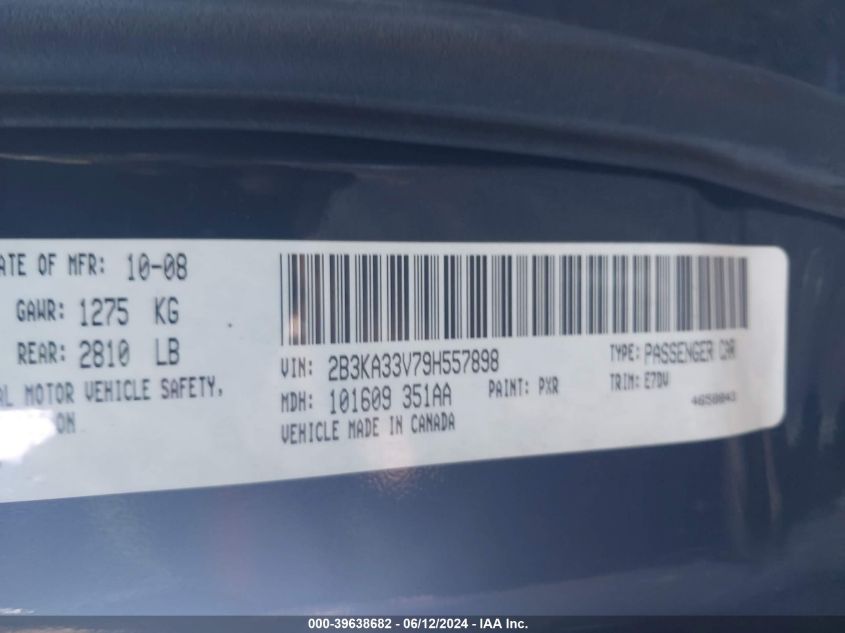 ATE OF MFR: 10-08
GAWR: 1275 KG
REAR: 2810 LB
AL MOTOR VEHICLE SAFETY,
ON
VIN: 2B3KA33V79H557898
TYPE: PASSENGER CAR
MDH: 101609 351AA
PAINT: PXR
TRIM: E7DV
VEHICLE MADE IN CANADA
4658043
000-39638682 - 06/12/2024 - IAA Inc.